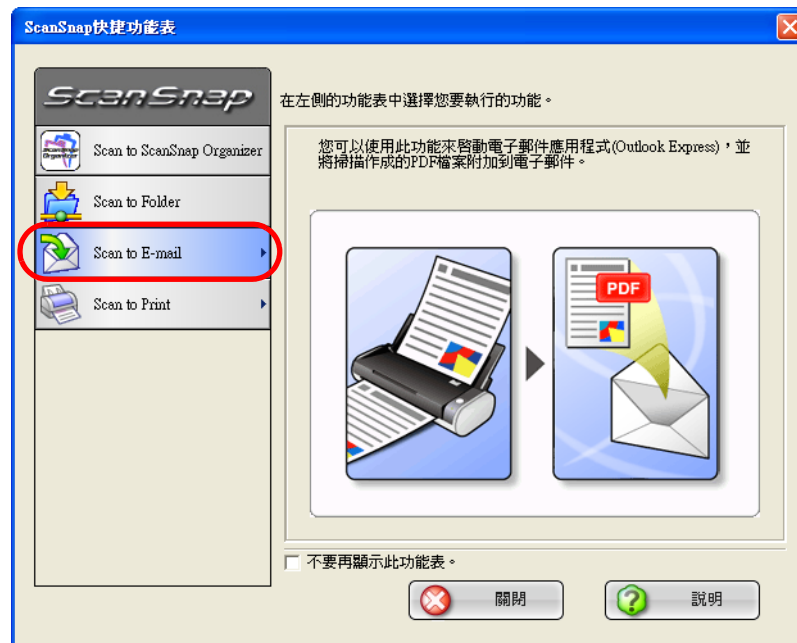 ScanSnap快捷功能表
ScanSnap
在左側的功能表中選擇您要執行的功能。
Scan to ScanSnap Organizer
Scan to Folder
Scan to E-mail
Scan to Print
您可以使用此功能來啓動電子郵件應用程式(Outlook Express)，並
將掃描作成的PDF檔案附加到電子郵件。
PDF
不要再顯示此功能表。
關閉
說明